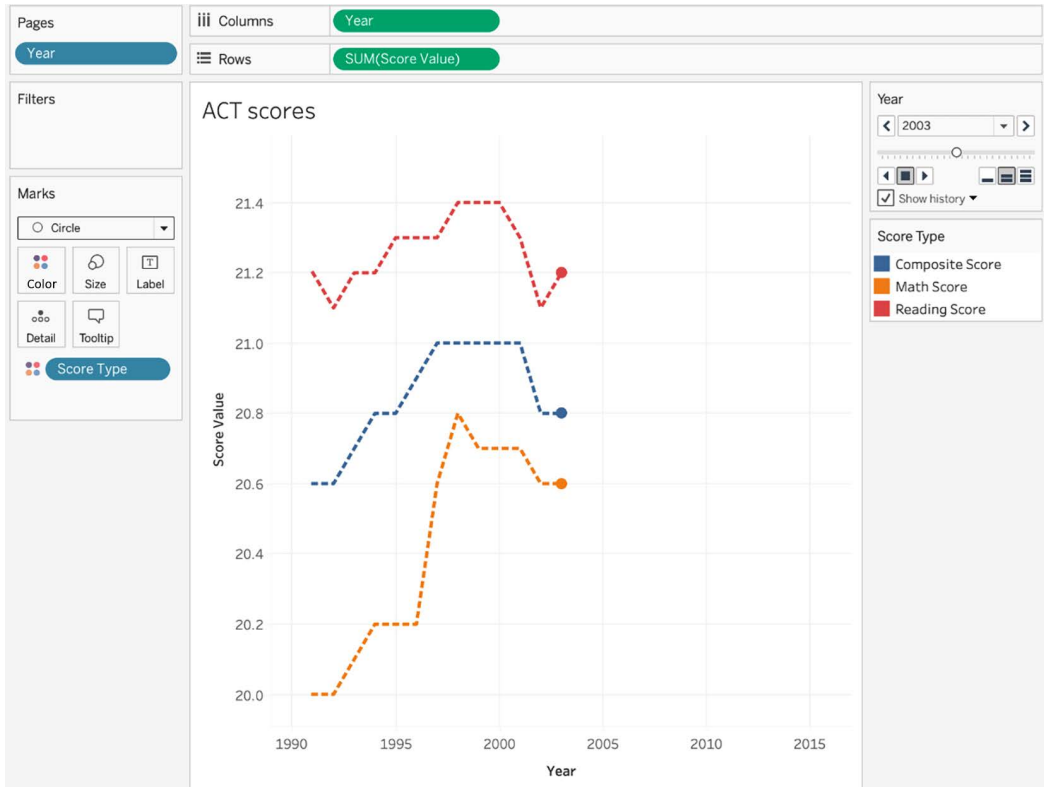 Pages
Year
Columns
Year
Rows
SUM(Score Value)
Filters
Marks
Circle
Color
Size
T
Label
Detail
Tooltip
Score Type
ACT scores
Score Value
21.4
21.2
21.0
20.8
20.6
20.4
20.2
20.0
1990
1995
2000
2005
2010
2015
Year
Year
2003
Show history
Score Type
Composite Score
Math Score
Reading Score